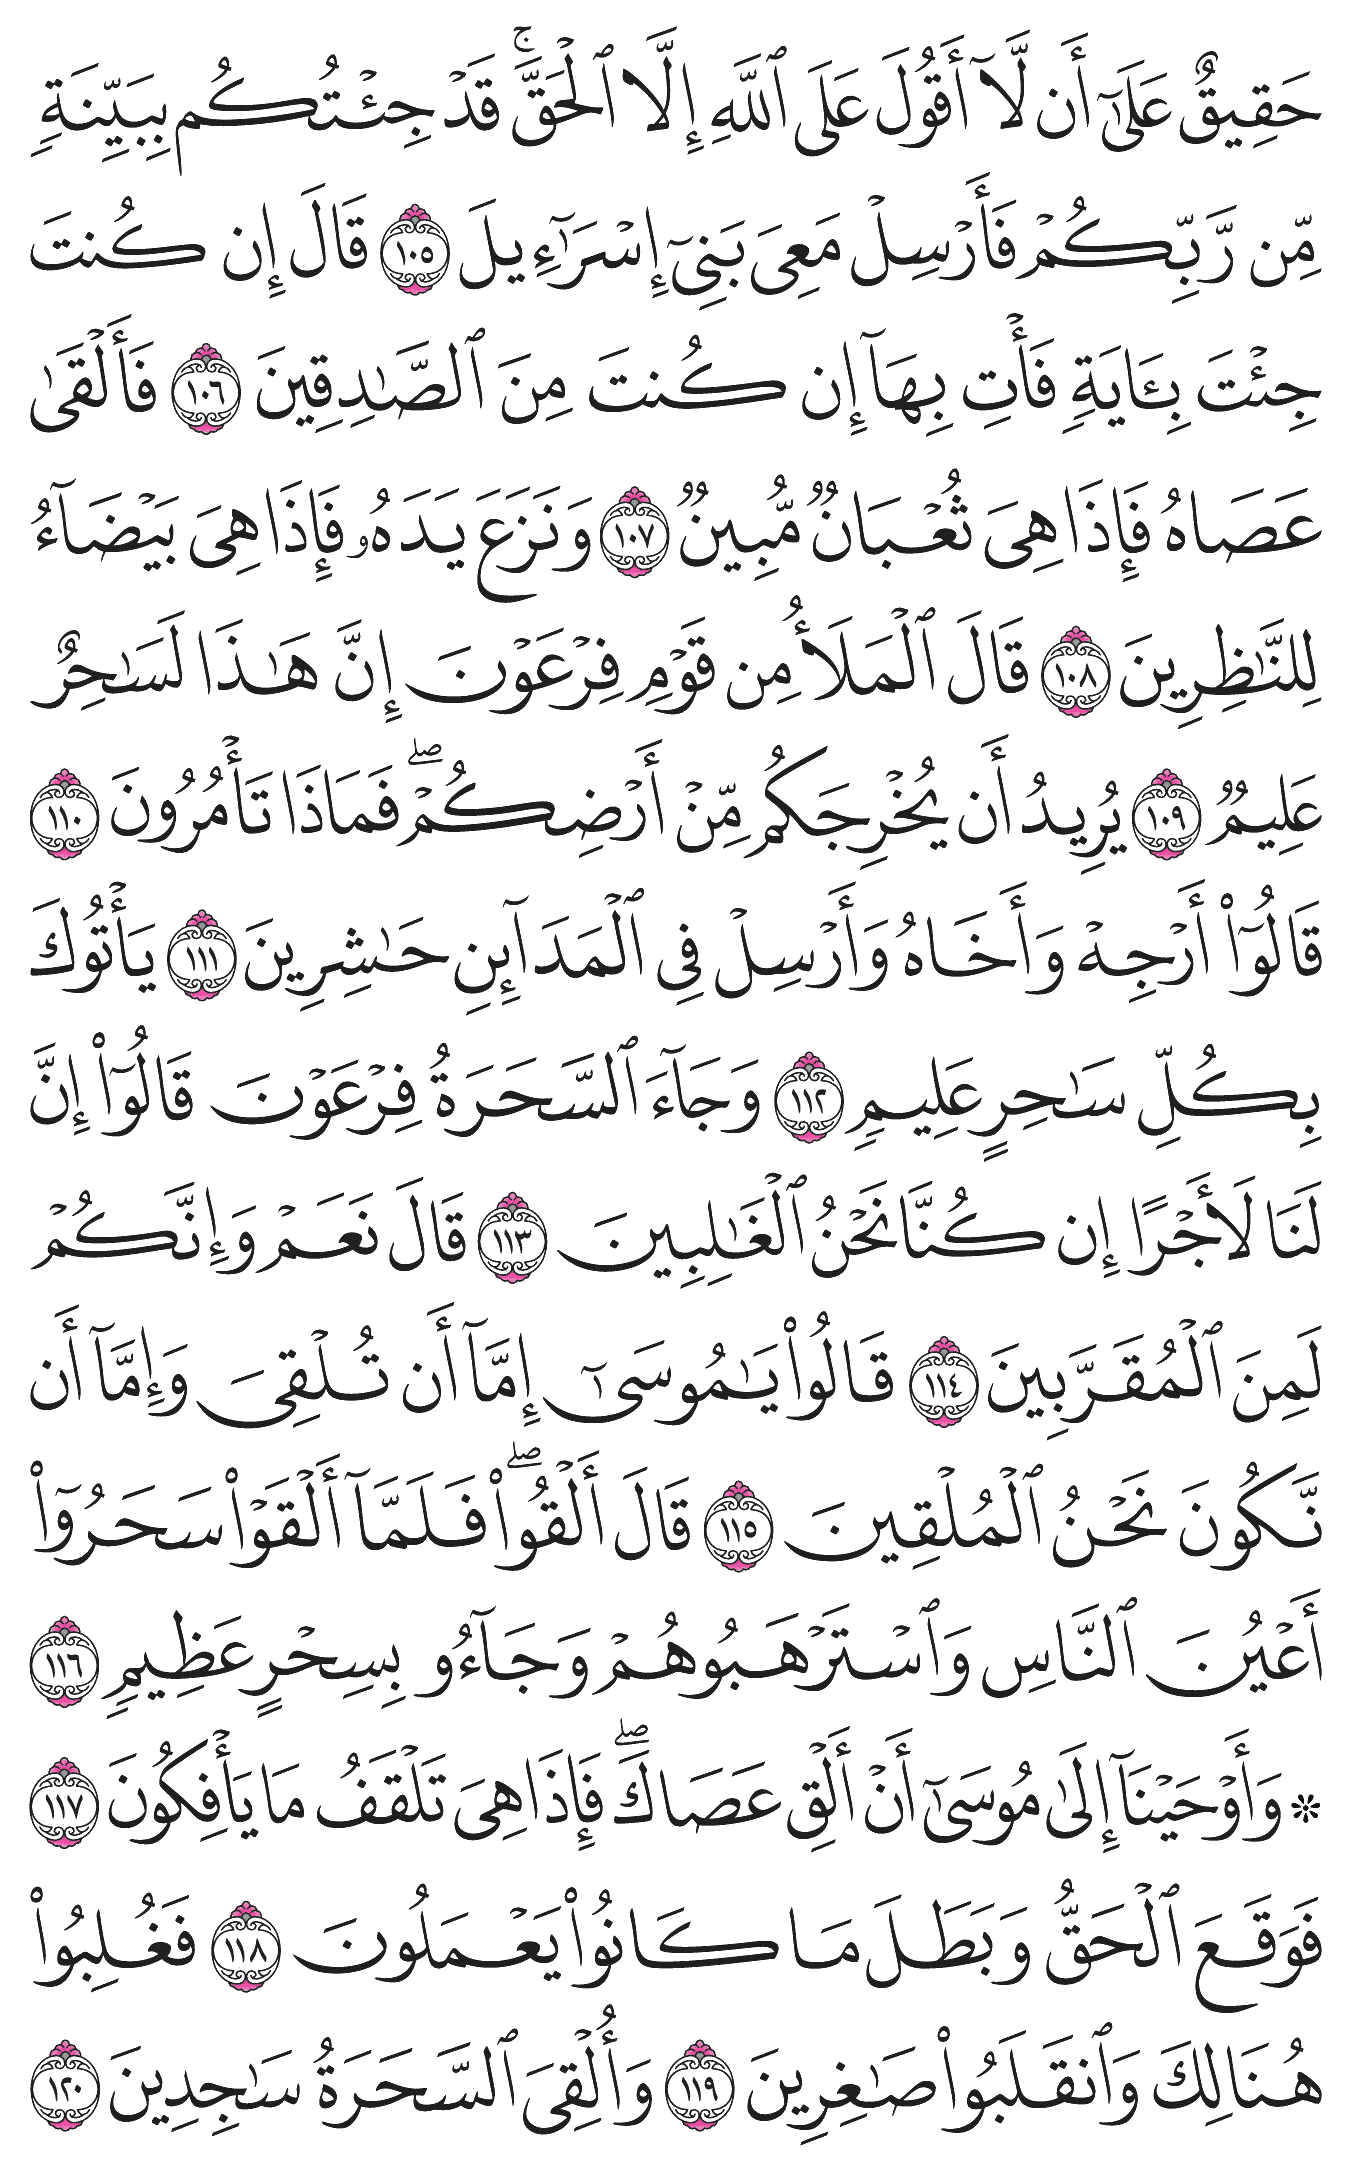 حَقِيقٌ عَلَىٰٓ أَن لَّآ أَقُولَ عَلَى ٱللَّهِ إِلَّا ٱلۡحَقَّۚ قَدۡ جِئۡتُكُم بِبَيِّنَةٖ
مِّن رَّبِّكُمۡ فَأَرۡسِلۡ مَعِيَ بَنِيٓ إِسۡرَٰٓءِيلَ ١٠٥ قَالَ إِن كُنتَ
جِئۡتَ بِـَٔايَةٖ فَأۡتِ بِهَآ إِن كُنتَ مِنَ ٱلصَّٰدِقِينَ ١٠٦ فَأَلۡقَىٰ
عَصَاهُ فَإِذَا هِيَ ثُعۡبَانٞ مُّبِينٞ ١٠٧ وَنَزَعَ يَدَهُۥ فَإِذَا هِيَ بَيۡضَآءُ
لِلنَّٰظِرِينَ ١٠٨ قَالَ ٱلۡمَلَأُ مِن قَوۡمِ فِرۡعَوۡنَ إِنَّ هَٰذَا لَسَٰحِرٌ
عَلِيمٞ ١٠٩ يُرِيدُ أَن يُخۡرِجَكُم مِّنۡ أَرۡضِكُمۡۖ فَمَاذَا تَأۡمُرُونَ ١١٠
قَالُوٓاْ أَرۡجِهۡ وَأَخَاهُ وَأَرۡسِلۡ فِي ٱلۡمَدَآئِنِ حَٰشِرِينَ ١١١ يَأۡتُوكَ
بِكُلِّ سَٰحِرٍ عَلِيمٖ ١١٢ وَجَآءَ ٱلسَّحَرَةُ فِرۡعَوۡنَ قَالُوٓاْ إِنَّ
لَنَا لَأَجۡرًا إِن كُنَّا نَحۡنُ ٱلۡغَٰلِبِينَ ١١٣ قَالَ نَعَمۡ وَإِنَّكُمۡ
لَمِنَ ٱلۡمُقَرَّبِينَ ١١٤ قَالُواْ يَٰمُوسَىٰٓ إِمَّآ أَن تُلۡقِيَ وَإِمَّآ أَن
نَّكُونَ نَحۡنُ ٱلۡمُلۡقِينَ ١١٥ قَالَ أَلۡقُواْۖ فَلَمَّآ أَلۡقَوۡاْ سَحَرُوٓاْ
أَعۡيُنَ ٱلنَّاسِ وَٱسۡتَرۡهَبُوهُمۡ وَجَآءُو بِسِحۡرٍ عَظِيمٖ ١١٦
۞ وَأَوۡحَيۡنَآ إِلَىٰ مُوسَىٰٓ أَنۡ أَلۡقِ عَصَاكَۖ فَإِذَا هِيَ تَلۡقَفُ مَا يَأۡفِكُونَ ١١٧
فَوَقَعَ ٱلۡحَقُّ وَبَطَلَ مَا كَانُواْ يَعۡمَلُونَ ١١٨ فَغُلِبُواْ
هُنَالِكَ وَٱنقَلَبُواْ صَٰغِرِينَ ١١٩ وَأُلۡقِيَ ٱلسَّحَرَةُ سَٰجِدِينَ ١٢٠